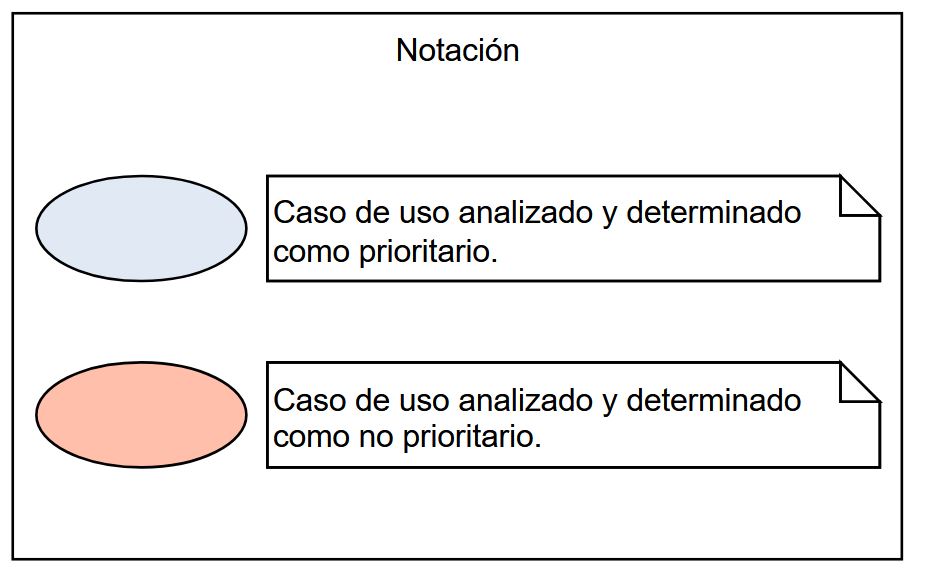 Notación
Caso de uso analizado y determinado
como prioritario.
Caso de uso analizado y determinado
como no prioritario.